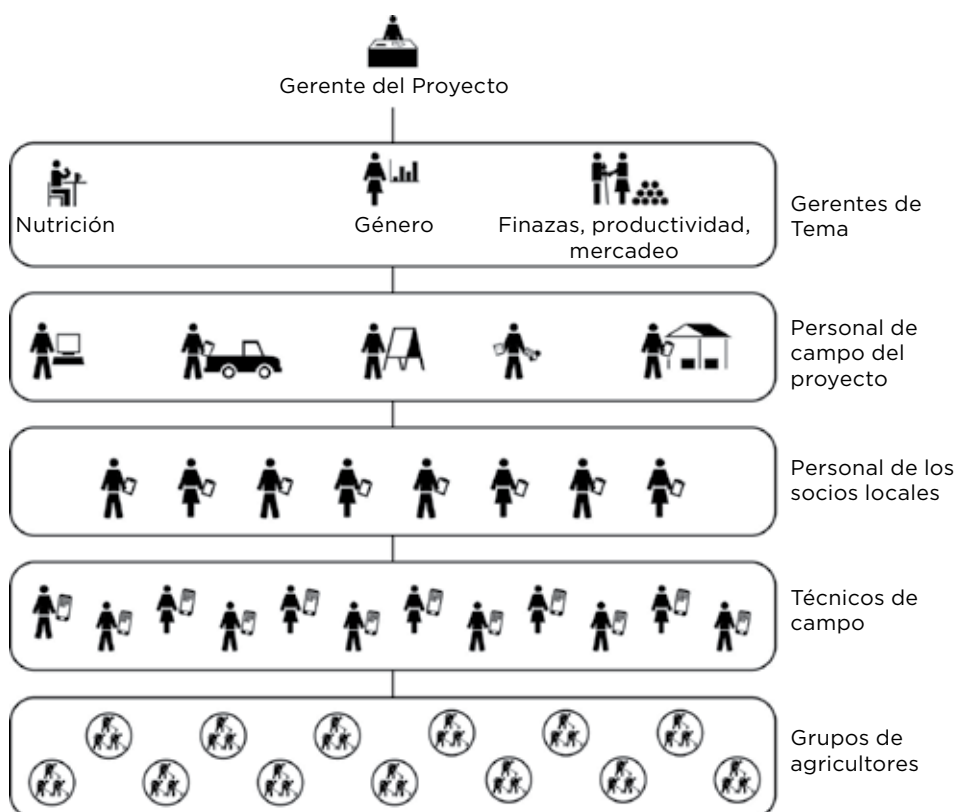 Gerente del Proyecto
Nutrición
Género
Finazas, productividad,
mercadeo
Gerentes de
Tema
Personal de
campo del
proyecto
Personal de los
socios locales
Técnicos de
campo
Grupos de
agricultores